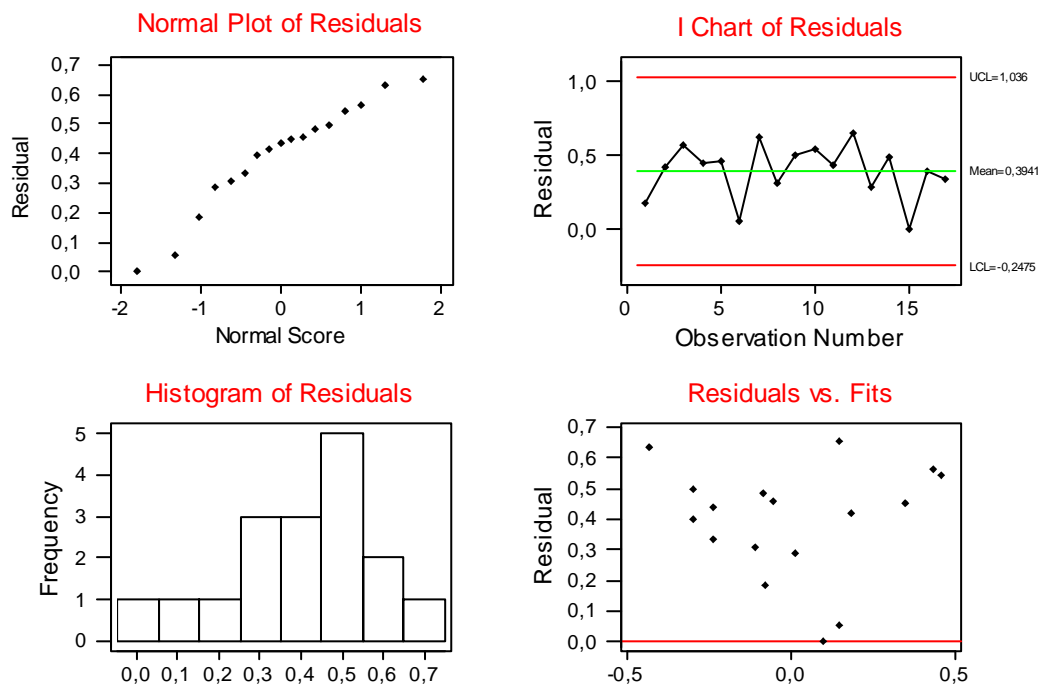 Normal Plot of Residuals
0,7
0,6
0,5
0,4
0,3
0,2
0,1
0,0
Residual
-2 -1 0 1 2
Normal Score
I Chart of Residuals
1,0
0,5
0,0
Residual
UCL=1,036
Mean=0,3941
LCL=-0,2475
0 5 10 15
Observation Number
Histogram of Residuals
5
4
3
2
1
0
Frequency
0,0 0,1 0,2 0,3 0,4 0,5 0,6 0,7
Residuals vs. Fits
0,7
0,6
0,5
0,4
0,3
0,2
0,1
0,0
Residual
-0,5 0,0 0,5